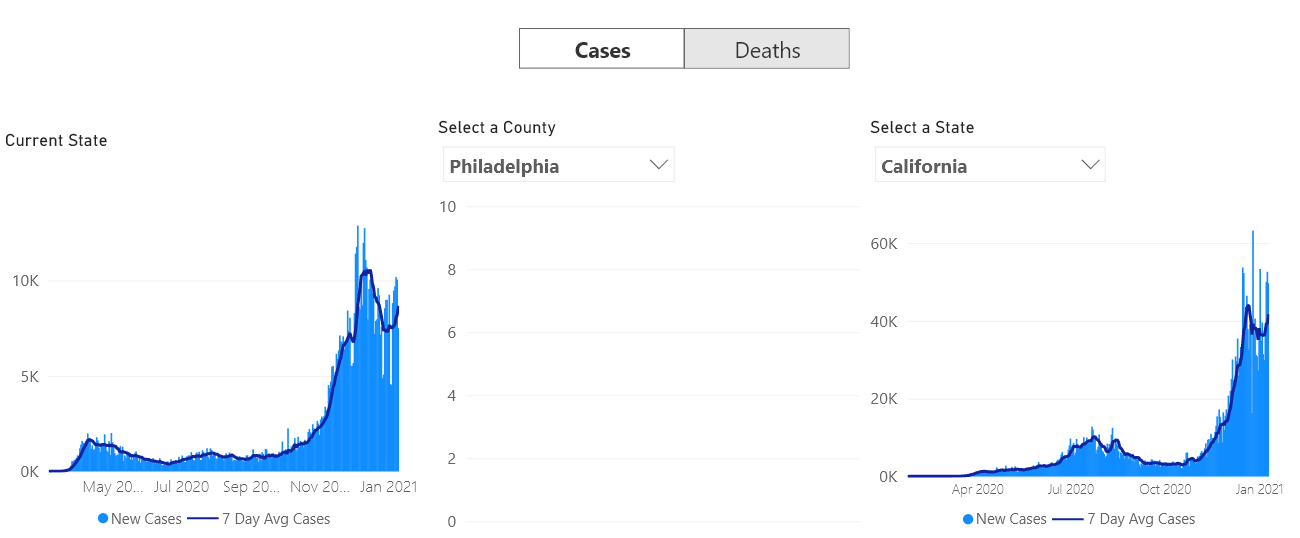 Cases Deaths
Current State
Select a County
Philadelphia
Select a State
California
10K
5K
0K
May 20... Jul 2020 Sep 20... Nov 20... Jan 2021
New Cases 7 Day Avg Cases
10
8
6
4
2
0
60K
40K
20K
0K
Apr 2020 Jul 2020 Oct 2020 Jan 2021
New Cases 7 Day Avg Cases